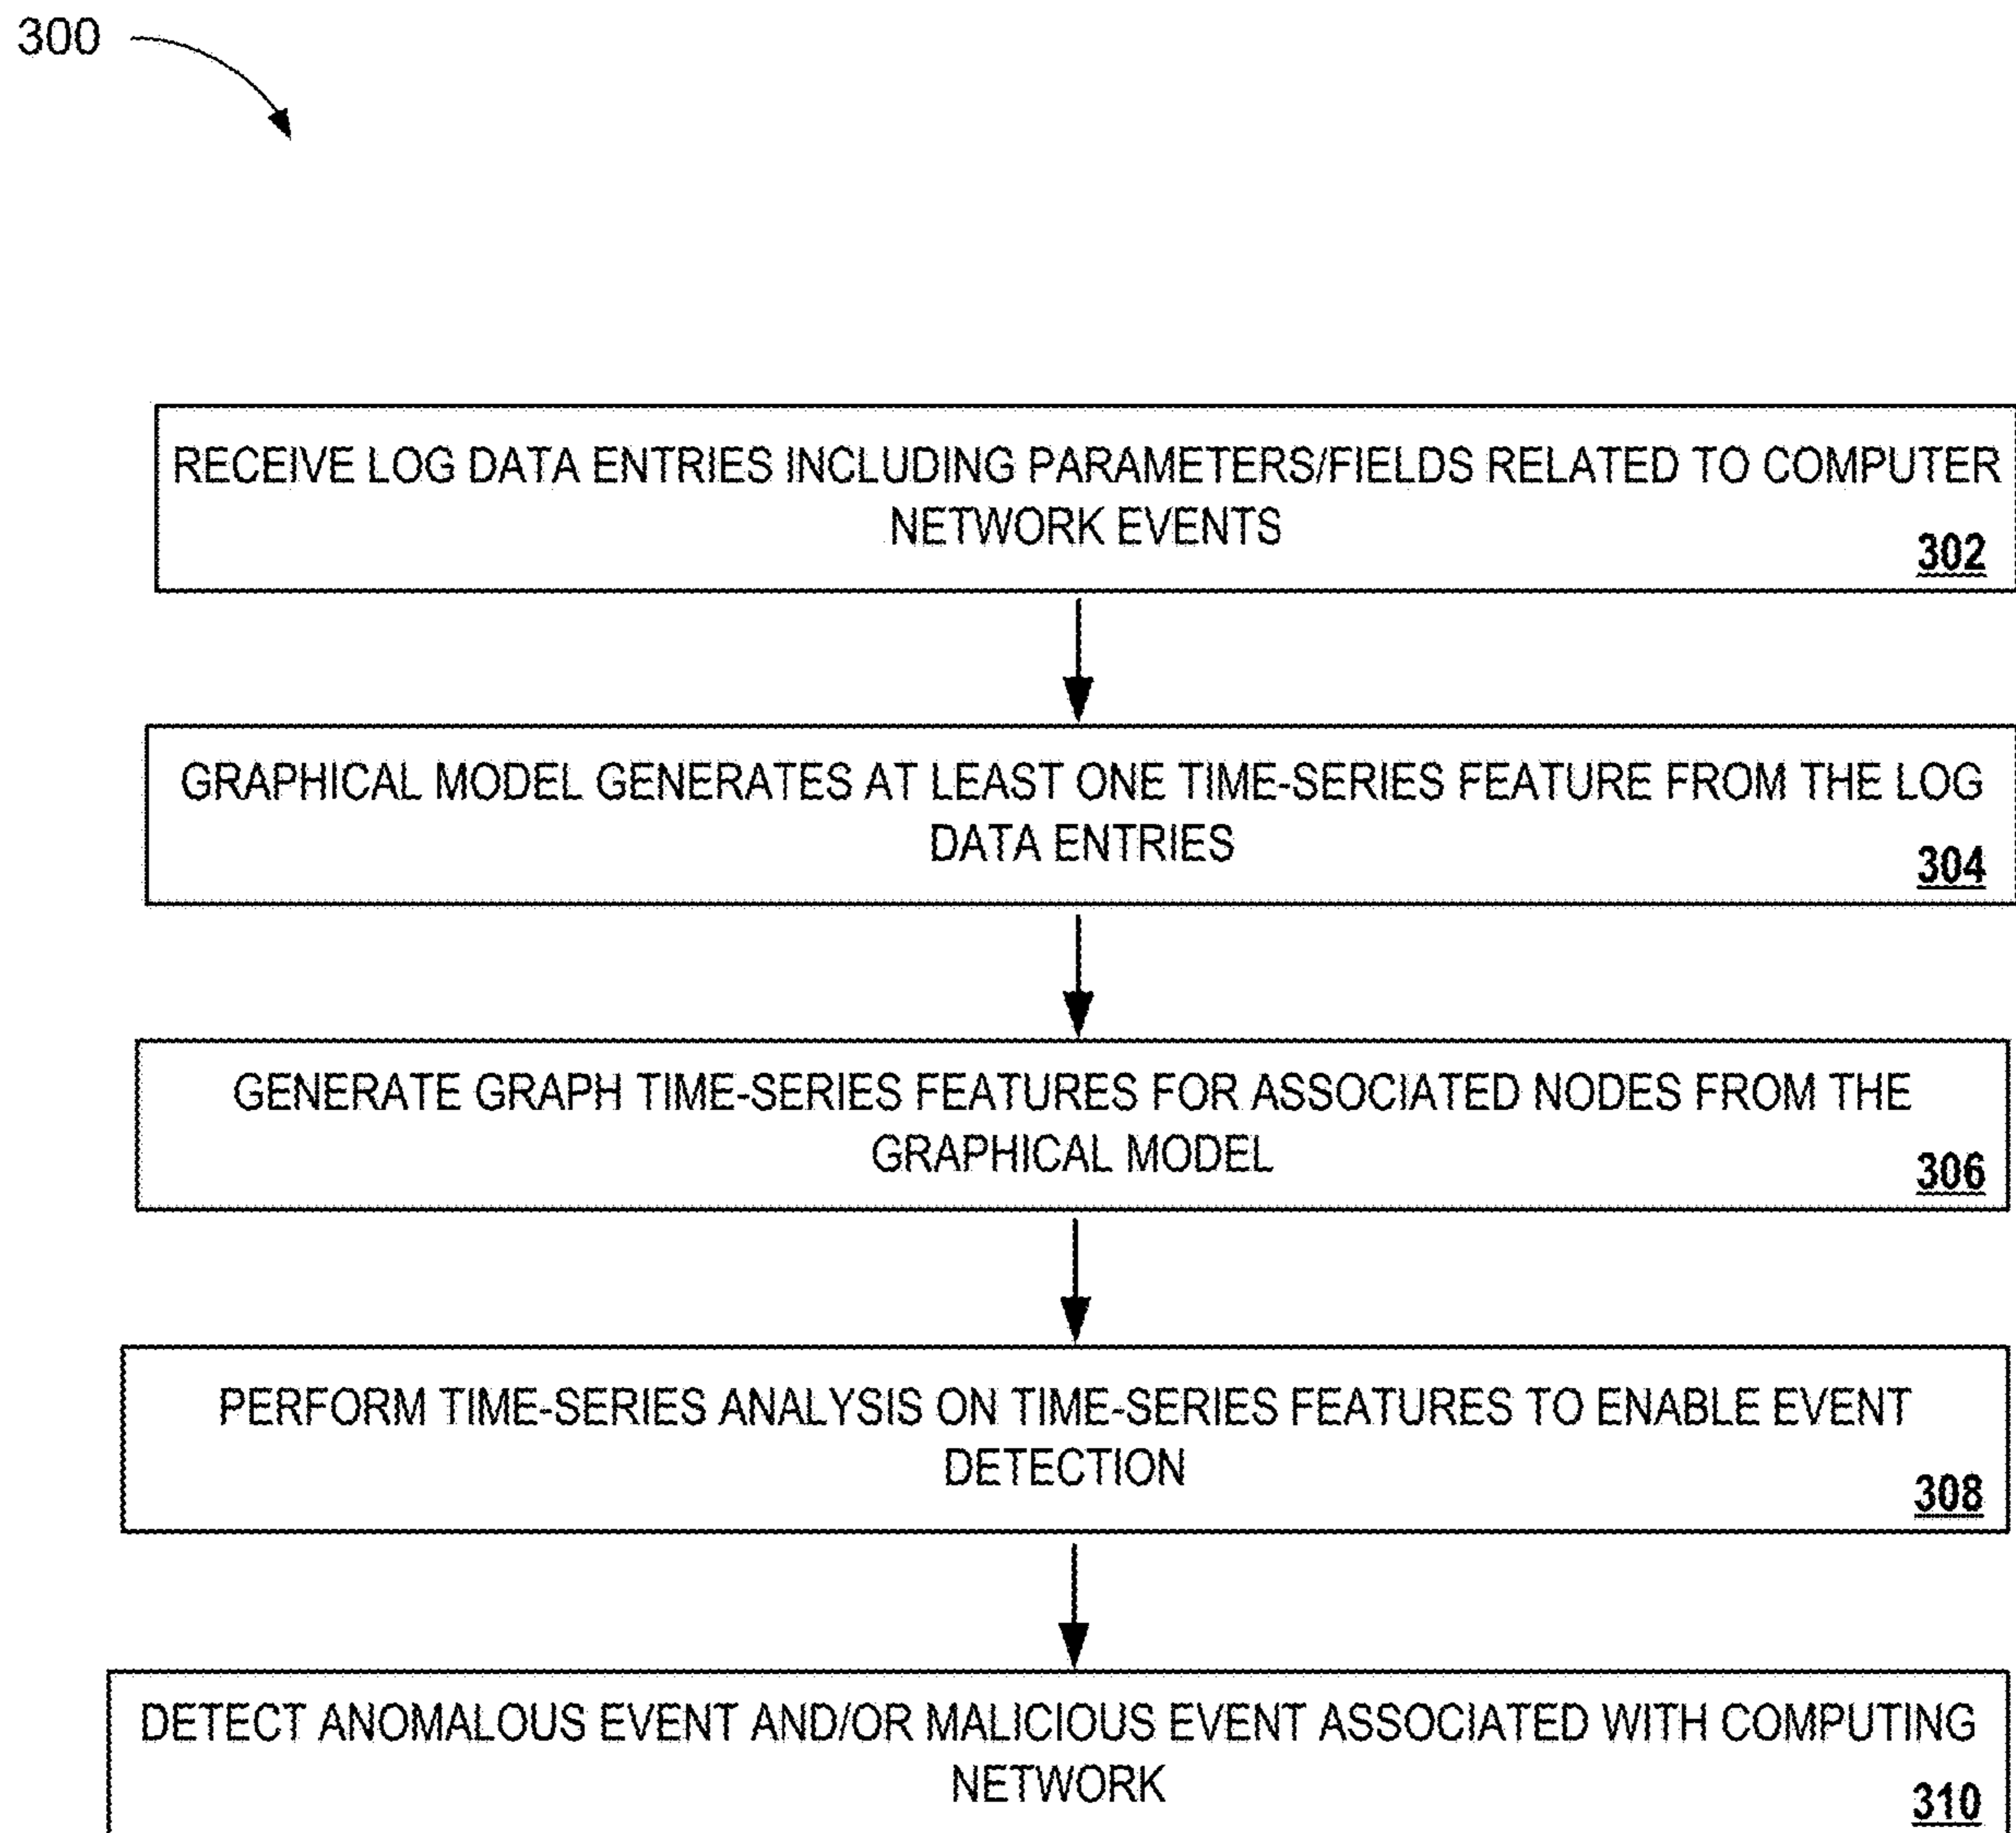 300
RECEIVE LOG DATA ENTRIES INCLUDING PARAMETERS/FIELDS RELATED TO COMPUTER
NETWORK EVENTS
302
GRAPHICAL MODEL GENERATES AT LEAST ONE TIME-SERIES FEATURE FROM THE LOG
DATA ENTRIES
304
GENERATE GRAPH TIME-SERIES FEATURES FOR ASSOCIATED NODES FROM THE
GRAPHICAL MODEL
306
PERFORM TIME-SERIES ANALYSIS ON TIME-SERIES FEATURES TO ENABLE EVENT
DETECTION
308
DETECT ANOMALOUS EVENT AND/OR MALICIOUS EVENT ASSOCIATED WITH COMPUTING
NETWORK
310